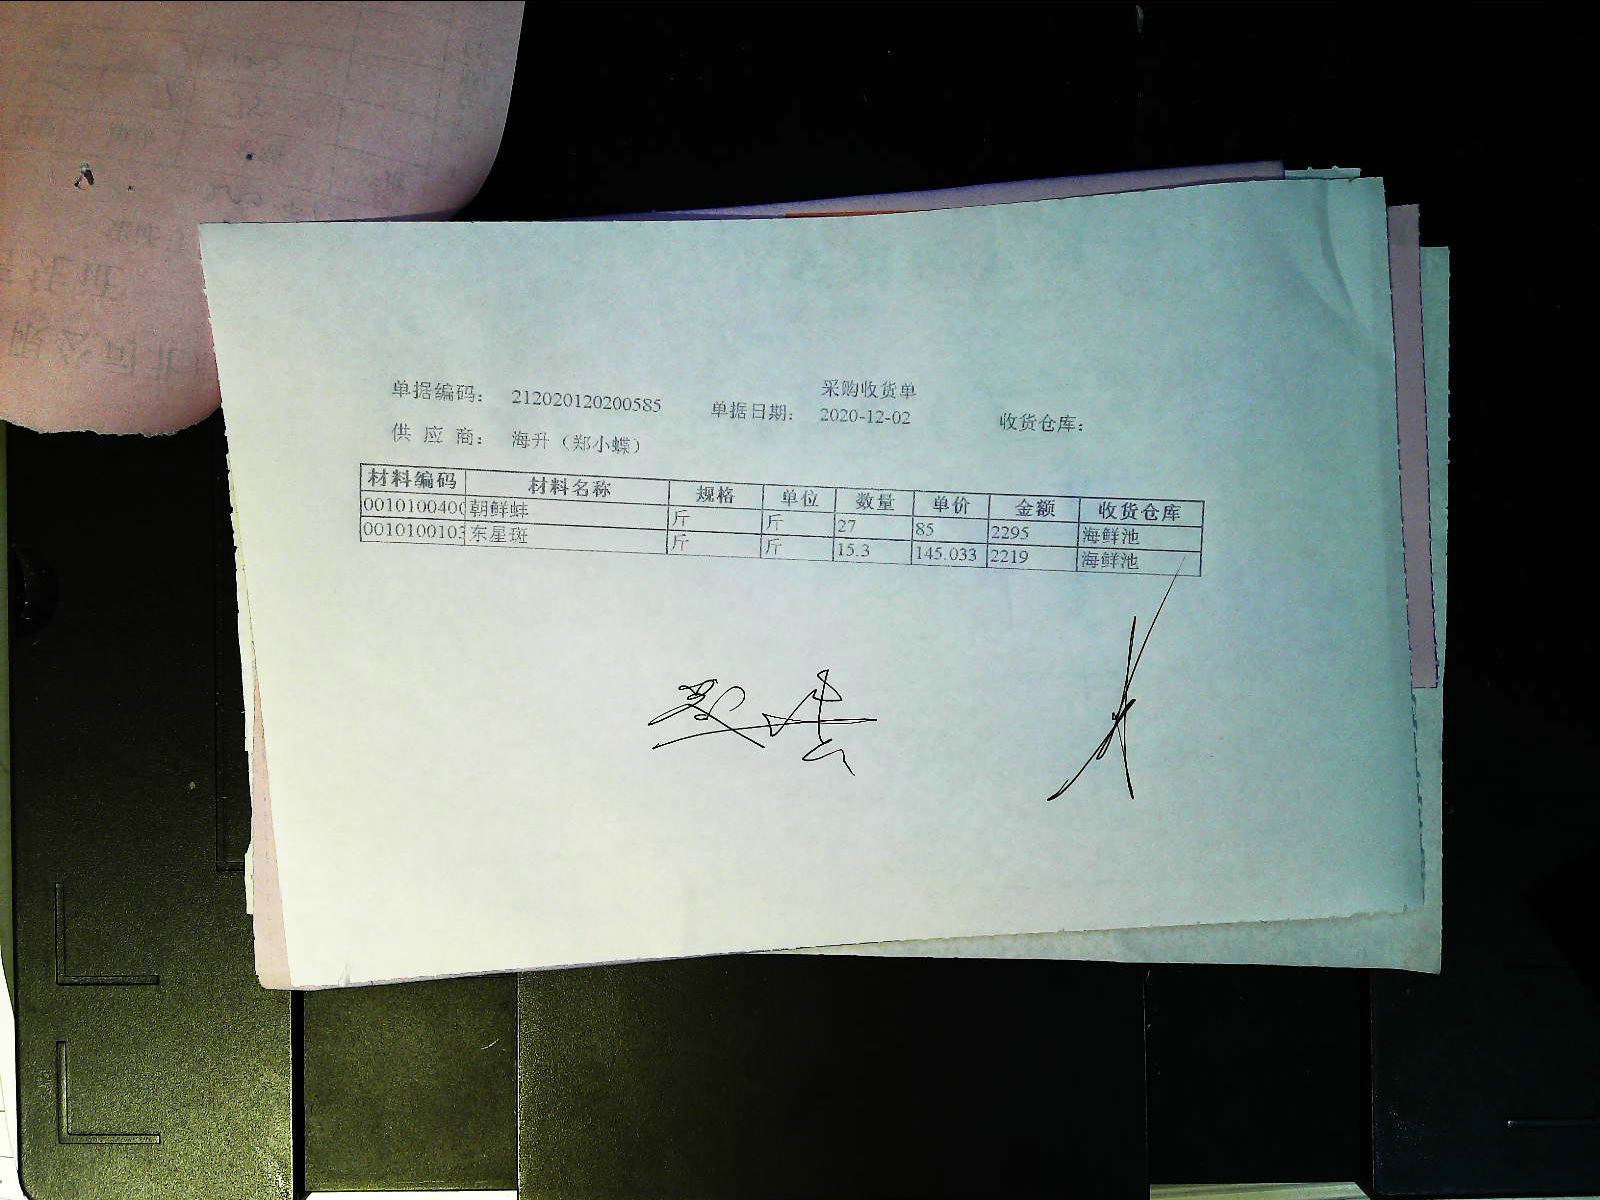 采购收货单
单据编码： 212020120200585 单据日期： 2020-12-02 收货仓库：
供 应 商： 海升（郑小蝶）
材料编码 材料名称 规格 单位 数量 单价 金额 收货仓库
0010100400 朝鲜蚌 斤 斤 27 85 2295 海鲜池
001010010 东星斑 斤 斤 15.3 145.033 2219 海鲜池